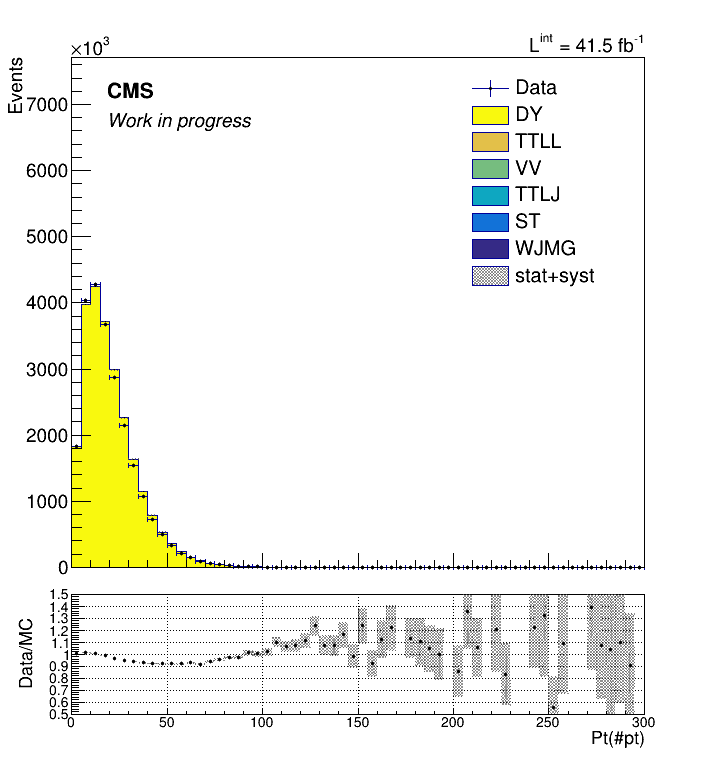 ×10³
Lint = 41.5 fb-1
Events
CMS
Work in progress
Data
DY
TTLL
VV
TTLJ
ST
WJMG
stat+syst
7000
6000
5000
4000
3000
2000
1000
0
Data/MC
1.5
1.4
1.3
1.2
1.1
1
0.9
0.8
0.7
0.6
0.5
0 50 100 150 200 250 300
Pt(#pt)